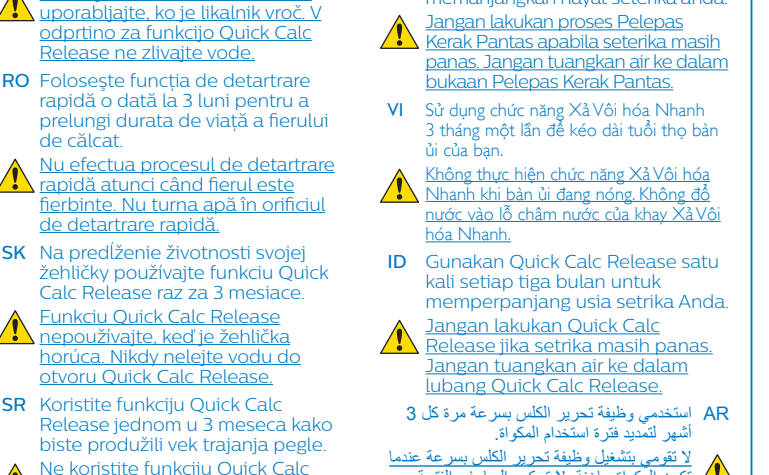 uporabljajte, ko je likalnik vroč. V
odprtino za funkcijo Quick Calc
Release ne zlivajte vode.
RO Foloseşte funcţia de detartrare
rapidă o dată la 3 luni pentru a
prelungi durata de viaţă a fierului
de călcat.
Nu efectua procesul de detartrare
rapidă atunci când fierul este
fierbinte. Nu turna apă în orificiul
de detartrare rapidă.
SK Na predĺženie životnosti svojej
žehličky používajte funkciu Quick
Calc Release raz za 3 mesiace.
Funkciu Quick Calc Release
nepoužívajte, keď je žehlička
horúca. Nikdy nelejte vodu do
otvoru Quick Calc Release.
SR Koristite funkciju Quick Calc
Release jednom u 3 meseca kako
biste produžili vek trajanja pegle.
Ne koristite funkciju Quick Calc
Jangan lakukan proses Pelepas
Kerak Pantas apabila seterika masih
panas. Jangan tuangkan air ke dalam
bukaan Pelepas Kerak Pantas.
VI Sử dụng chức năng Xả Vôi hóa Nhanh
3 tháng một lần để kéo dài tuổi thọ bàn
ủi của bạn.
Không thực hiện chức năng Xả Vôi hóa
Nhanh khi bàn ủi đang nóng. Không đổ
nước vào lỗ châm nước của khay Xả Vôi
hóa Nhanh.
ID Gunakan Quick Calc Release satu
kali setiap tiga bulan untuk
memperpanjang usia setrika Anda.
Jangan lakukan Quick Calc
Release jika setrika masih panas.
Jangan tuangkan air ke dalam
lubang Quick Calc Release.
AR استخدمي وظيفة تحرير الكلس بسرعة مرة كل 3
أشهر لتمديد فترة استخدام المكواة.
لا تقومي بتشغيل وظيفة تحرير الكلس بسرعة عندما